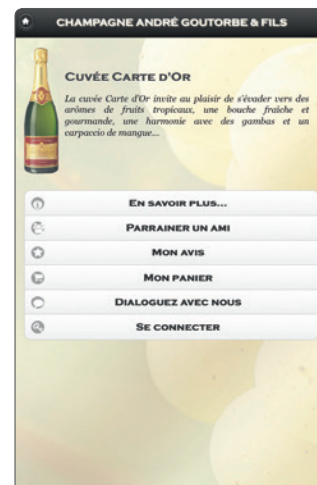 CHAMPAGNE ANDRÉ GOUTORBE & FILS
CUVÉE CARTE D'OR
La cuvée Carte d'Or invite au plaisir de s'évader vers des
arômes de fruits tropicaux, une bouche fraîche et
gourmande, une harmonie avec des gambas et un
carpaccio de mangue...
EN SAVOIR PLUS...
PARRAINER UN AMI
MON AVIS
MON PANIER
DIALOGUEZ AVEC NOUS
SE CONNECTER